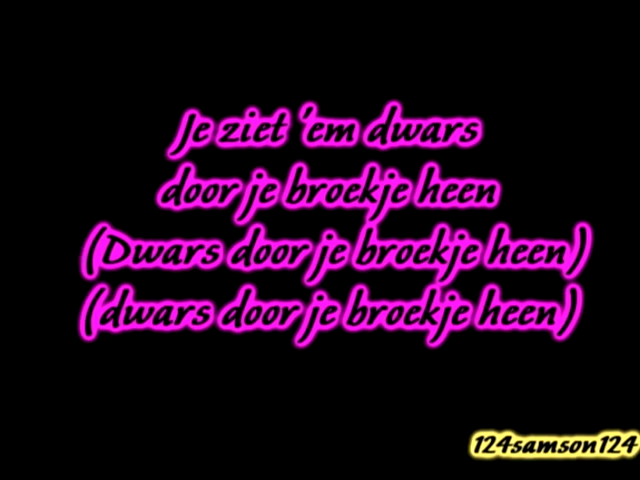 Je ziet 'em dwars
door je broekje heen
(Dwars door je broekje heen)
(dwars door je broekje heen)
124samson124